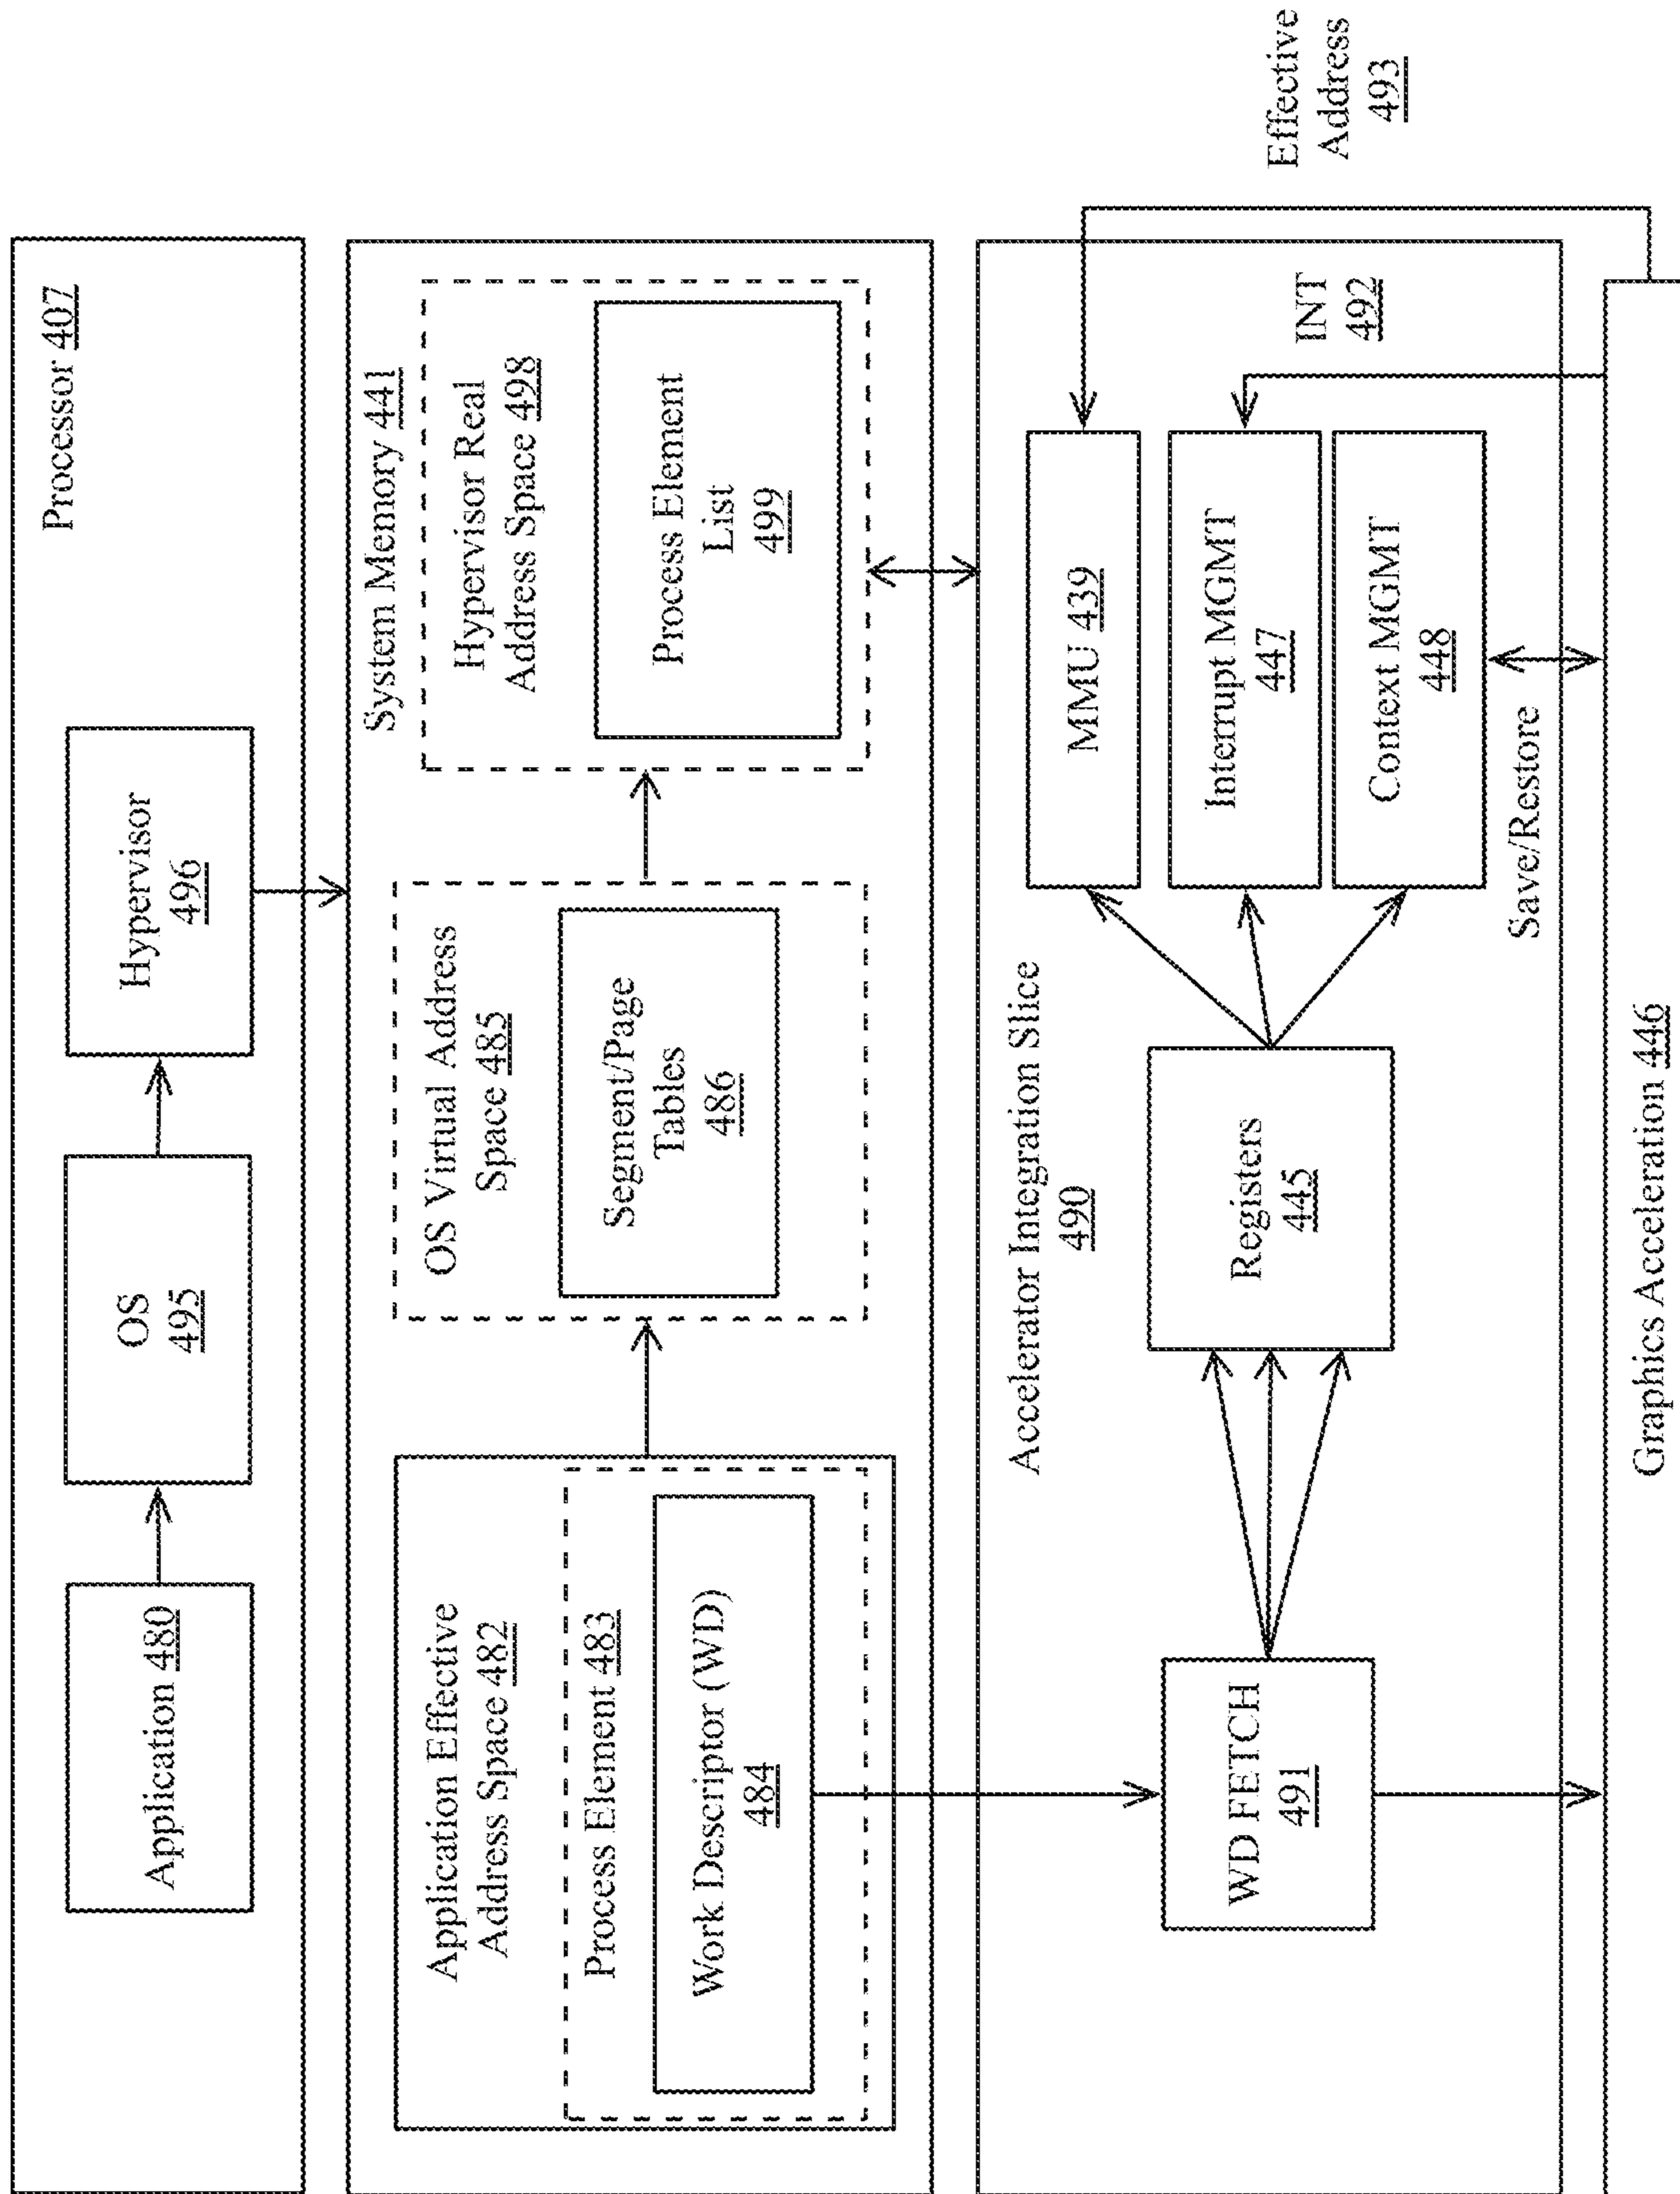 Processor 407
Application 480
OS
495
Hypervisor
496
System Memory 441
Application Effective
Address Space 482
Process Element 483
Work Descriptor (WD)
484
OS Virtual Address
Space 485
Segment/Page
Tables
486
Hypervisor Real
Address Space 498
Process Element
List
499
Accelerator Integration Slice
490
WD FETCH
491
Registers
445
MMU 439
Interrupt MGMT
447
Context MGMT
448
INT
492
Save/Restore
Effective
Address
493
Graphics Acceleration 446